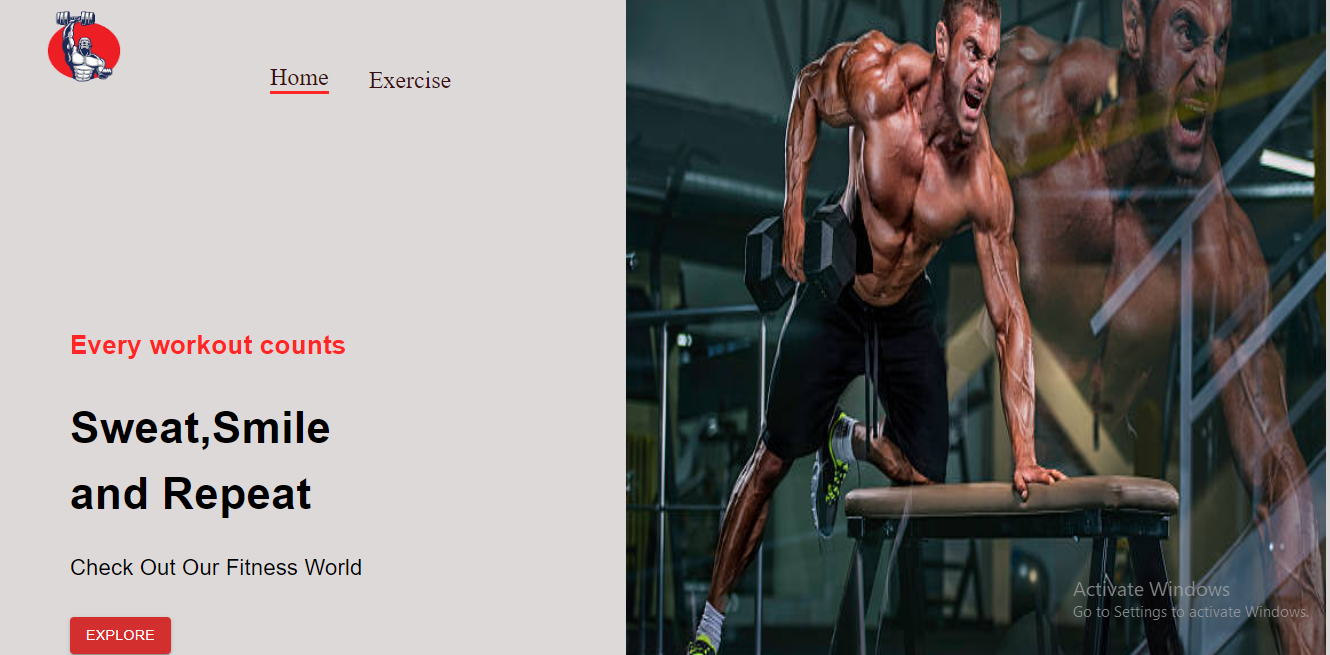 Home
Exercise
Every workout counts
Sweat,Smile
and Repeat
Check Out Our Fitness World
EXPLORE
Activate Windows
Go to Settings to activate Windows.